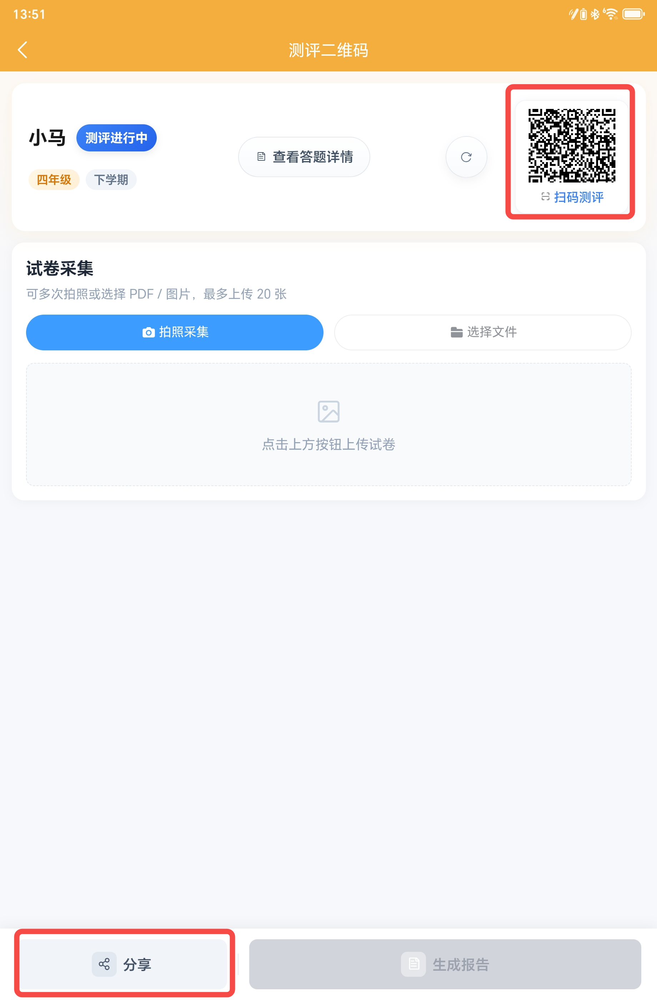 13:51
测评二维码
小马
测评进行中
四年级
下学期
查看答题详情
扫码测评
试卷采集
可多次拍照或选择 PDF / 图片，最多上传 20 张
拍照采集
选择文件
点击上方按钮上传试卷
分享
生成报告